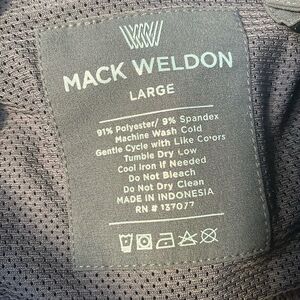 MACK WELDON
LARGE
91% Polyester/ 9% Spandex
Machine Wash Cold
Gentle Cycle with Like Colors
Tumble Dry Low
Cool Iron If Needed
Do Not Bleach
Do Not Dry Clean
MADE IN INDONESIA
RN # 137077